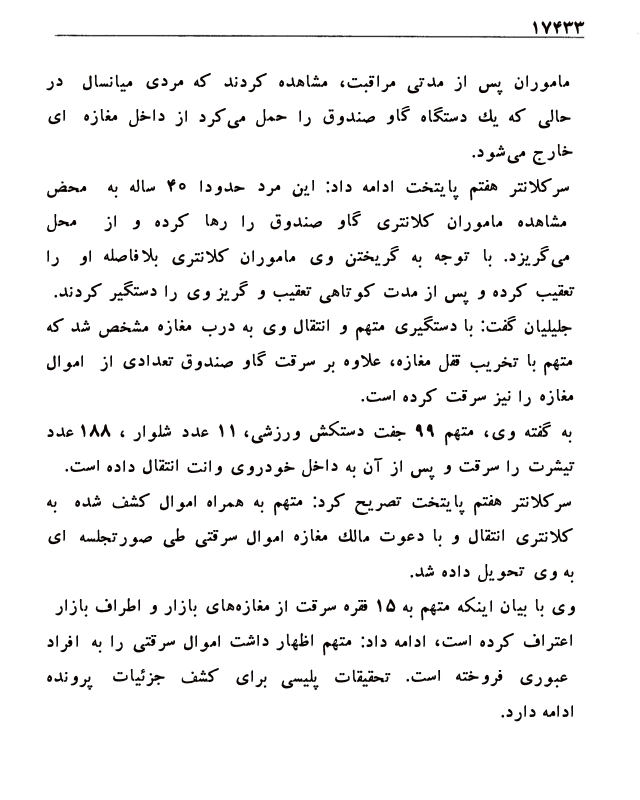 ۱۷۴۳۳
ماموران پس از مدتی مراقبت، مشاهده کردند که مردی میانسال در
حالی که یك دستگاه گاو صندوق را حمل می‌کرد از داخل مغازه ای
خارج می‌شود.
سرکلانتر هفتم پایتخت ادامه داد: این مرد حدودا ۴۰ ساله به محض
مشاهده ماموران کلانتری گاو صندوق را رها کرده و از محل
می‌گریزد. با توجه به گریختن وی ماموران کلانتری بلافاصله او را
تعقیب کرده و پس از مدت کوتاهی تعقیب و گریز وی را دستگیر کردند.
جلیلیان گفت: با دستگیری متهم و انتقال وی به درب مغازه مشخص شد که
متهم با تخریب قفل مغازه، علاوه بر سرقت گاو صندوق تعدادی از اموال
مغازه را نیز سرقت کرده است.
به گفته وی، متهم ۹۹ جفت دستکش ورزشی، ۱۱ عدد شلوار ، ۱۸۸ عدد
تیشرت را سرقت و پس از آن به داخل خودروی وانت انتقال داده است.
سرکلانتر هفتم پایتخت تصریح کرد: متهم به همراه اموال کشف شده به
کلانتری انتقال و با دعوت مالك مغازه اموال سرقتی طی صورتجلسه ای
به وی تحویل داده شد.
وی با بیان اینکه متهم به ۱۵ فقره سرقت از مغازه‌های بازار و اطراف بازار
اعتراف کرده است، ادامه داد: متهم اظهار داشت اموال سرقتی را به افراد
عبوری فروخته است. تحقیقات پلیسی برای کشف جزئیات پرونده
ادامه دارد.